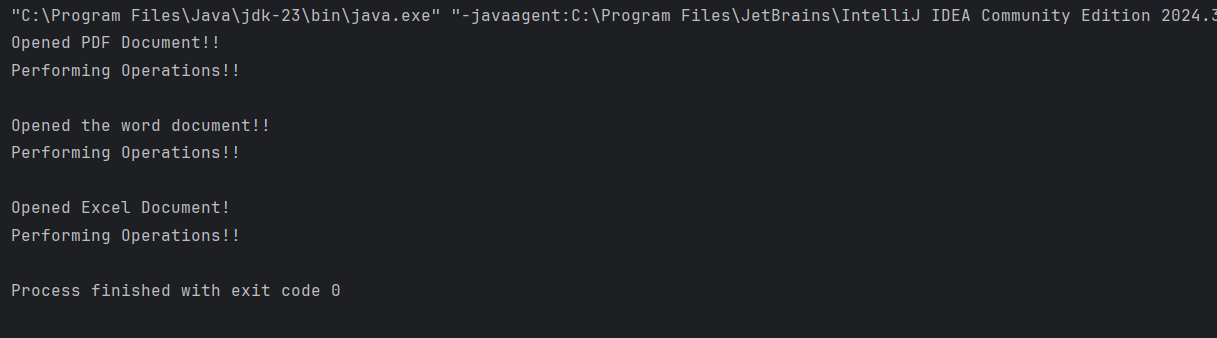 "C:\Program Files\Java\jdk-23\bin\java.exe" "-javaagent:C:\Program Files\JetBrains\IntelliJ IDEA Community Edition 2024.3
Opened PDF Document!!
Performing Operations!!
Opened the word document!!
Performing Operations!!
Opened Excel Document!
Performing Operations!!
Process finished with exit code 0